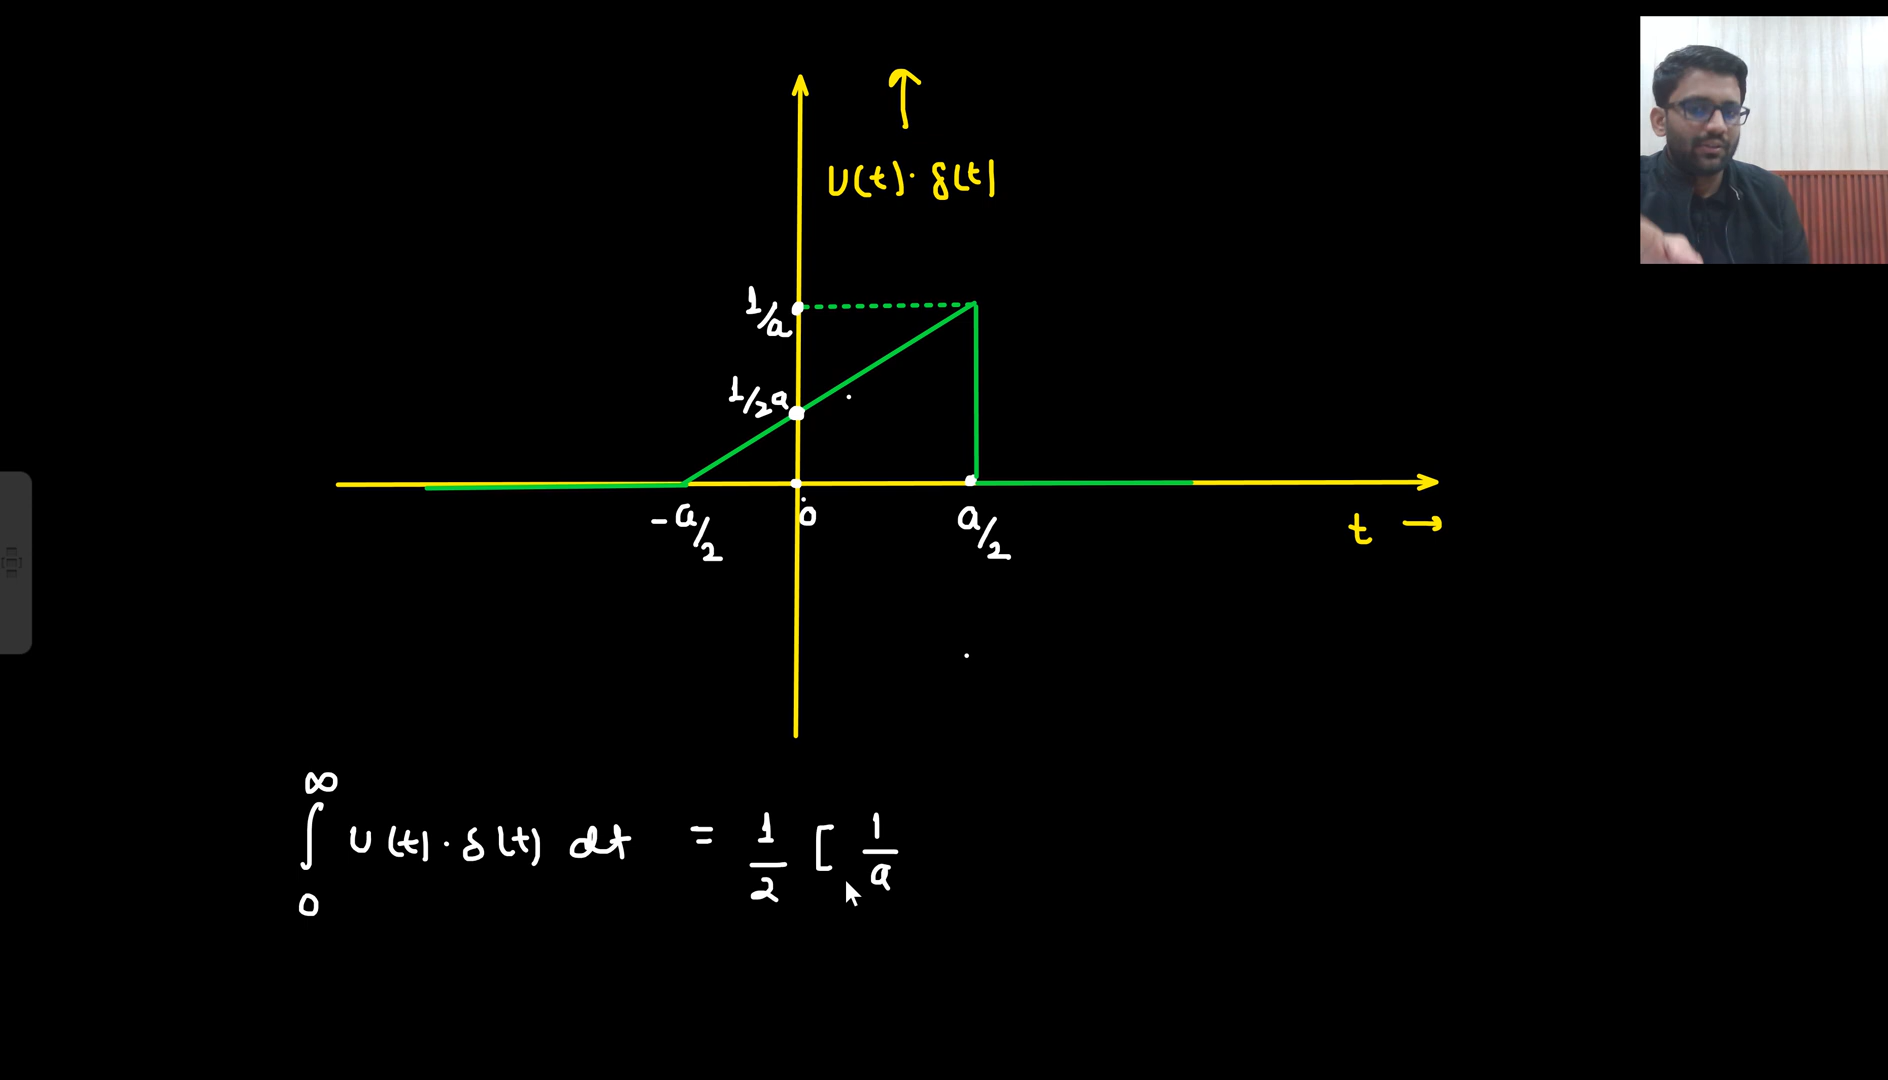 U(t) · δ(t)
1/a
1/2a
-a/2
0
a/2
t →
∫₀^∞ U(t) · δ(t) dt = 1/2 [ 1/a